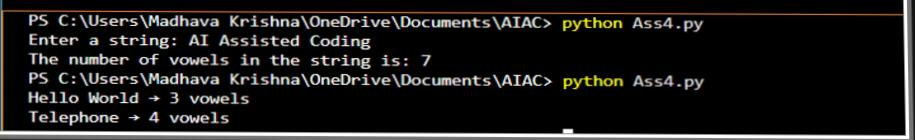 PS C:\Users\Madhava Krishna\OneDrive\Documents\AIAC> python Ass4.py
Enter a string: AI Assisted Coding
The number of vowels in the string is: 7
PS C:\Users\Madhava Krishna\OneDrive\Documents\AIAC> python Ass4.py
Hello World → 3 vowels
Telephone → 4 vowels